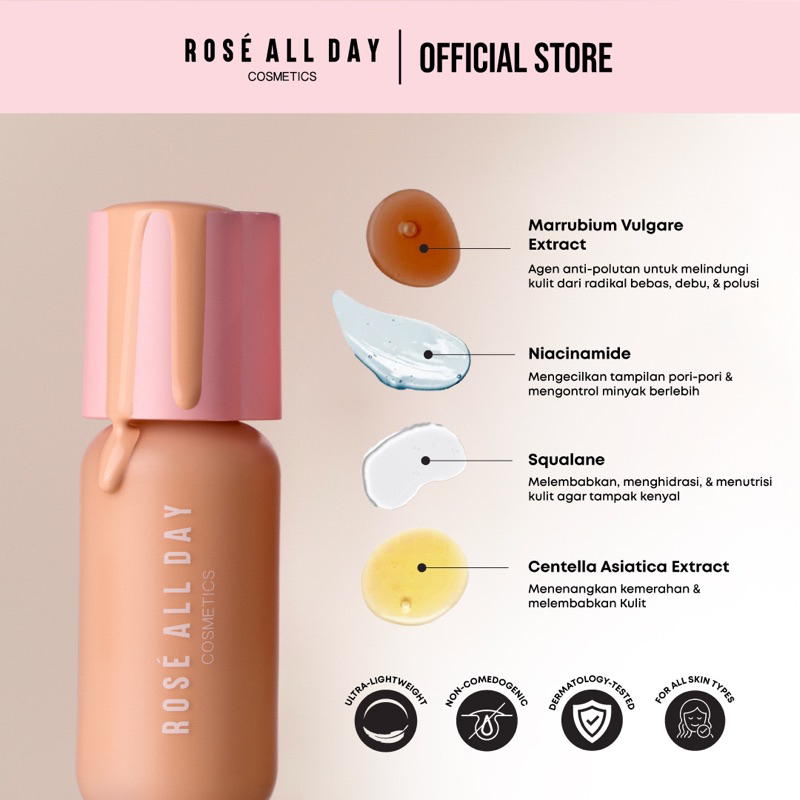 ROSÉ ALL DAY
COSMETICS
OFFICIAL STORE
Marrubium Vulgare
Extract
Agen anti-polutan untuk melindungi
kulit dari radikal bebas, debu, & polusi
Niacinamide
Mengecilkan tampilan pori-pori &
mengontrol minyak berlebih
Squalane
Melembabkan, menghidrasi, & menutrisi
kulit agar tampak kenyal
Centella Asiatica Extract
Menenangkan kemerahan &
melembabkan Kulit
ROSÉ ALL DAY
COSMETICS
ULTRA-LIGHTWEIGHT
NON-COMEDOGENIC
DERMATOLOGY-TESTED
FOR ALL SKIN TYPES